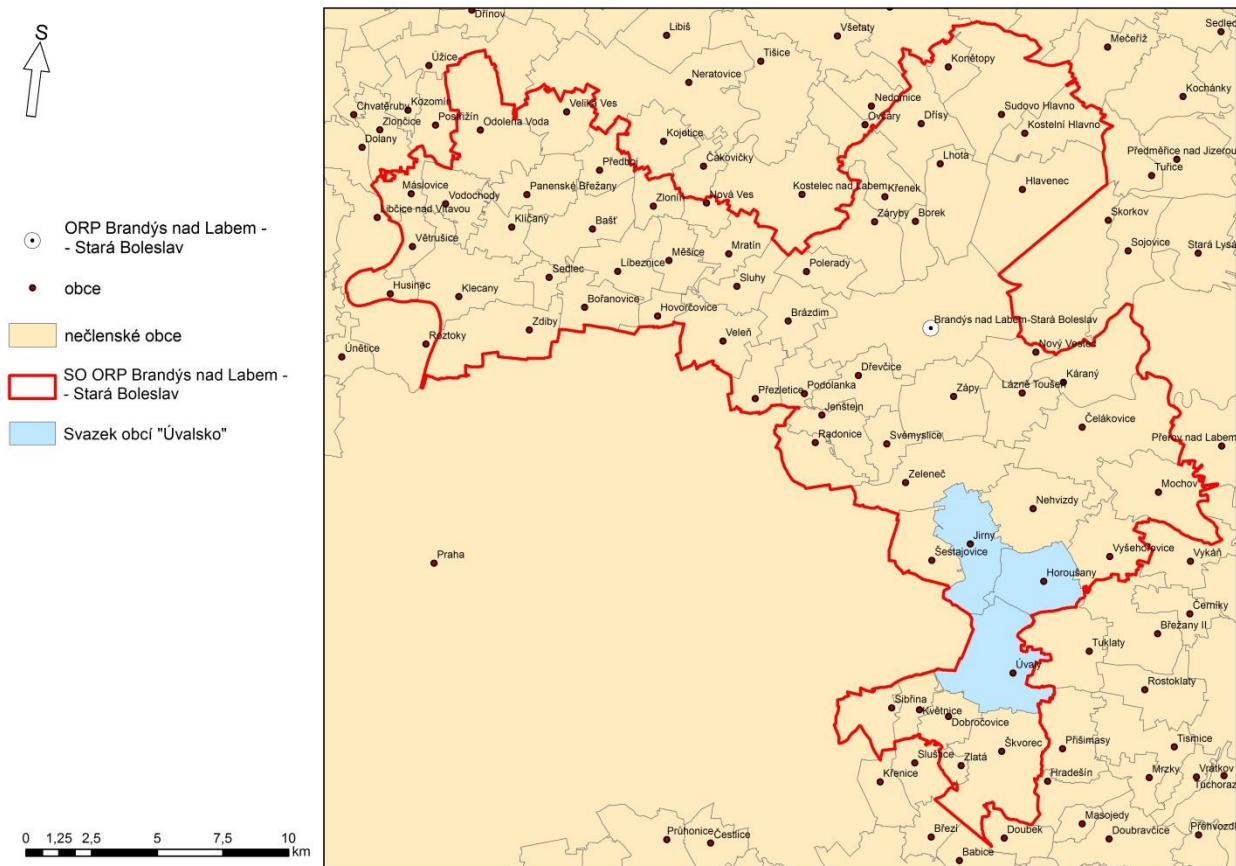 S
ORP Brandýs nad Labem -
- Stará Boleslav
obce
nečlenské obce
SO ORP Brandýs nad Labem -
- Stará Boleslav
Svazek obcí "Úvalsko"
0 1,25 2,5 5 7,5 10
km
Dřínov
Libiš
Všetaty
Sedlec
Mečeříž
Úžice
Tišice
Konětopy
Neratovice
Kochánky
Chvatěruby
Kozomín
Velká Ves
Nedomice
Sudovo Hlavno
Zlončice
Postřižín
Odolena Voda
Ovčáry
Dřísy
Kostelní Hlavno
Dolany
Kojetice
Předměřice nad Jizerou
Předboj
Čakovičky
Lhota
Tuřice
Máslovice
Vodochody
Panenské Břežany
Zlonín
Nová Ves
Kostelec nad Labem
Křenek
Hlavenec
Libčice nad Vltavou
Klíčany
Bašť
Záryby
Borek
Skorkov
Větrušice
Líbeznice
Měšice
Mratín
Polerady
Sojovice
Stará Lysá
Husinec
Klecany
Sedlec
Bořanovice
Hovorčovice
Sluhy
Zdiby
Brázdim
Brandýs nad Labem-Stará Boleslav
Únětice
Roztoky
Veleň
Nový Vestec
Přezletice
Podolanka
Dřevčice
Zápy
Lázně Toušeň
Káraný
Jenštejn
Radonice
Svémyslice
Čelákovice
Přerov nad Labem
Zeleneč
Nehvizdy
Mochov
Praha
Šestajovice
Jirny
Horoušany
Vyšehořovice
Vykáň
Černíky
Břežany II
Tuklaty
Úvaly
Rostoklaty
Sibřina
Květnice
Dobročovice
Škvorec
Přišimasy
Tismice
Sluštice
Zlatá
Křenice
Hradešín
Mrzky
Vrátkov
Tuchoraz
Průhonice
Čestlice
Březí
Doubek
Masojedy
Doubravčice
Přehvozdí
Babice